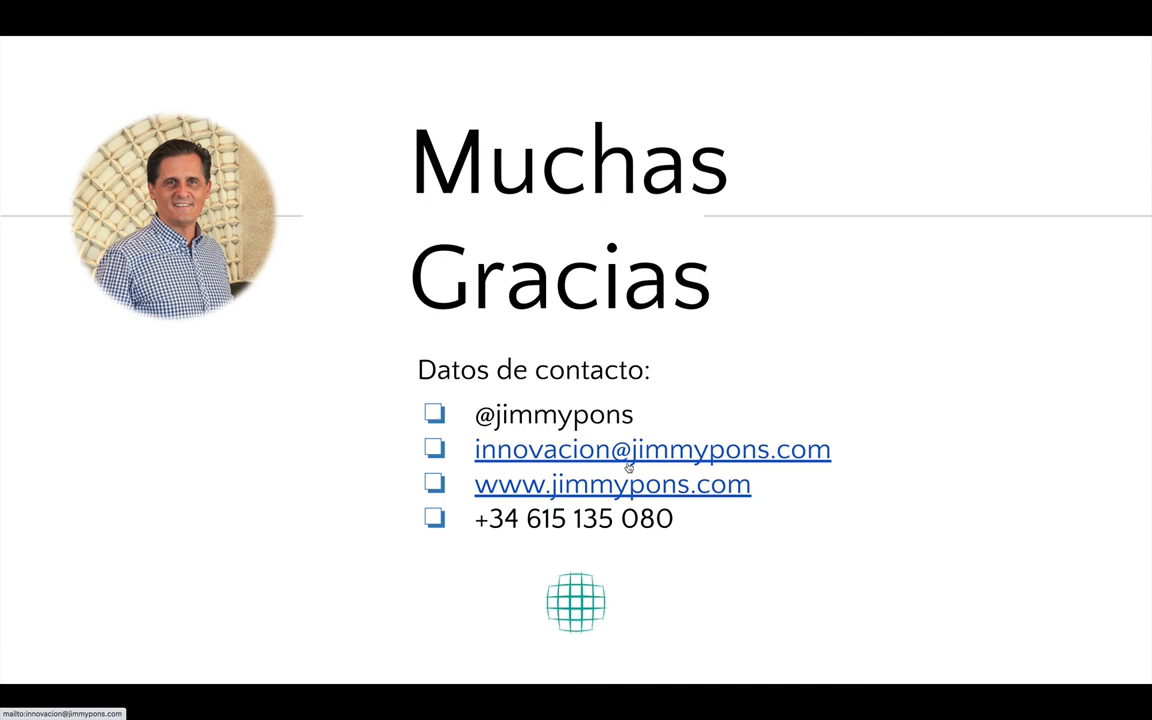 Muchas
Gracias
Datos de contacto:
@jimmypons
innovacion@jimmypons.com
www.jimmypons.com
+34 615 135 080
mailto:innovacion@jimmypons.com